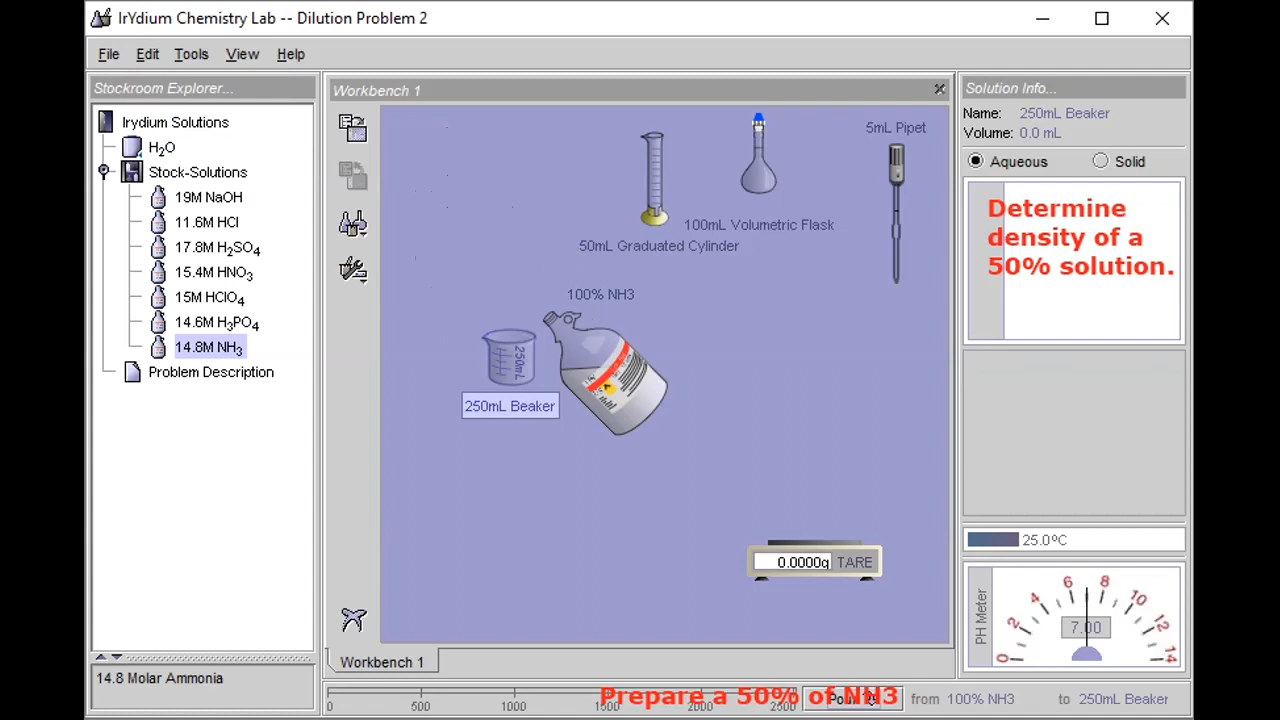 IrYdium Chemistry Lab -- Dilution Problem 2
File Edit Tools View Help
Stockroom Explorer...
Irydium Solutions
H2O
Stock-Solutions
19M NaOH
11.6M HCl
17.8M H2SO4
15.4M HNO3
15M HClO4
14.6M H3PO4
14.8M NH3
Problem Description
14.8 Molar Ammonia
Workbench 1
5mL Pipet
100mL Volumetric Flask
50mL Graduated Cylinder
100% NH3
250mL
250mL Beaker
0.0000g TARE
Workbench 1
0 500 1000 1500 2000 2500
Prepare a 50% of NH3
from 100% NH3 to 250mL Beaker
Solution Info...
Name: 250mL Beaker
Volume: 0.0 mL
Aqueous Solid
Determine
density of a
50% solution.
25.0ºC
PH Meter
0 2 4 6 8 10 12 14
7.00